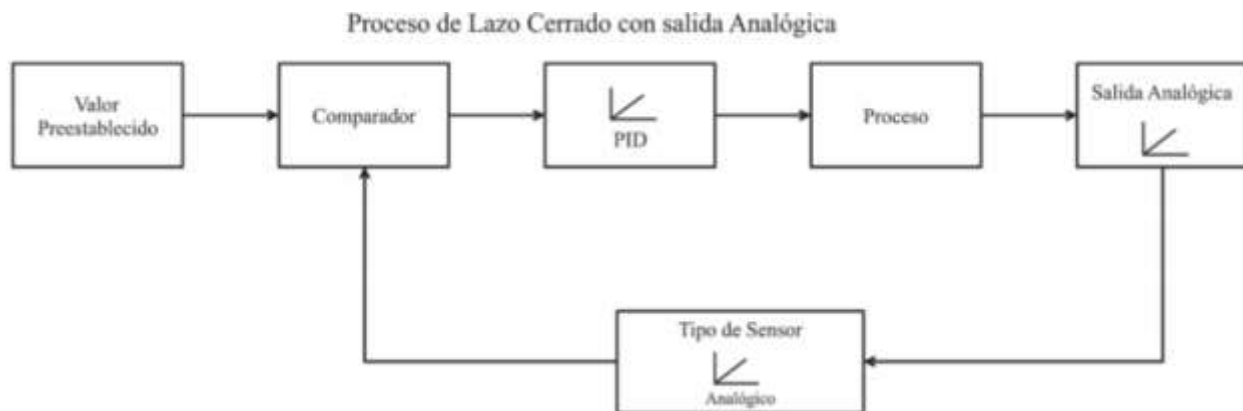 Proceso de Lazo Cerrado con salida Analógica
Valor
Preestablecido
Comparador
PID
Proceso
Salida Analógica
Tipo de Sensor
Analógico